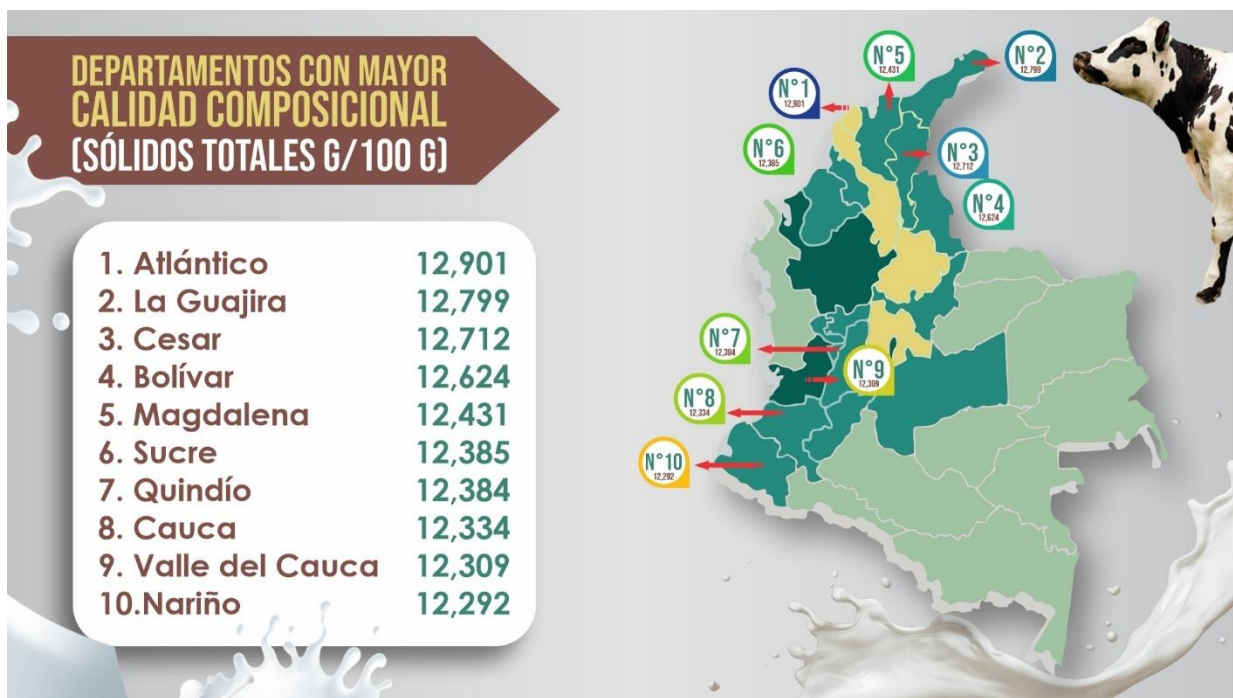 DEPARTAMENTOS CON MAYOR
CALIDAD COMPOSICIONAL
(SÓLIDOS TOTALES G/100 G)
1. Atlántico 12,901
2. La Guajira 12,799
3. Cesar 12,712
4. Bolívar 12,624
5. Magdalena 12,431
6. Sucre 12,385
7. Quindío 12,384
8. Cauca 12,334
9. Valle del Cauca 12,309
10.Nariño 12,292
N°5
12,431
N°2
12,799
N°1
12,901
N°6
12,385
N°3
12,712
N°4
12,624
N°7
12,384
N°9
12,309
N°8
12,334
N°10
12,292